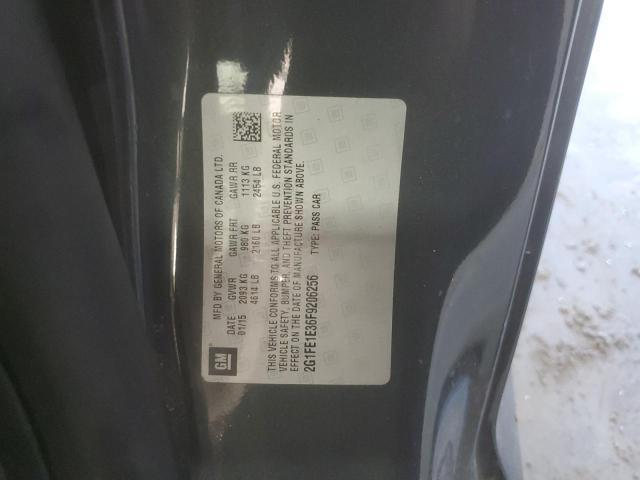 GM
MFD BY GENERAL MOTORS OF CANADA LTD.
DATE GVWR GAWR FRT GAWR RR
01/15 2093 KG 980 KG 1113 KG
4614 LB 2160 LB 2454 LB
THIS VEHICLE CONFORMS TO ALL APPLICABLE U.S. FEDERAL MOTOR
VEHICLE SAFETY, BUMPER, AND THEFT PREVENTION STANDARDS IN
EFFECT ON THE DATE OF MANUFACTURE SHOWN ABOVE.
2G1FE1E36F9206256 TYPE: PASS CAR